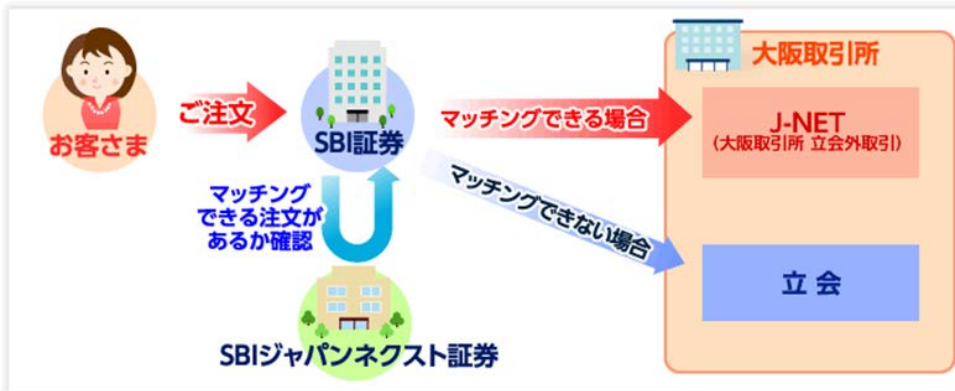 お客さま
ご注文
SBI証券
マッチング
できる注文が
あるか確認
SBIジャパンネクスト証券
マッチングできる場合
マッチングできない場合
大阪取引所
J-NET
(大阪取引所 立会外取引)
立会